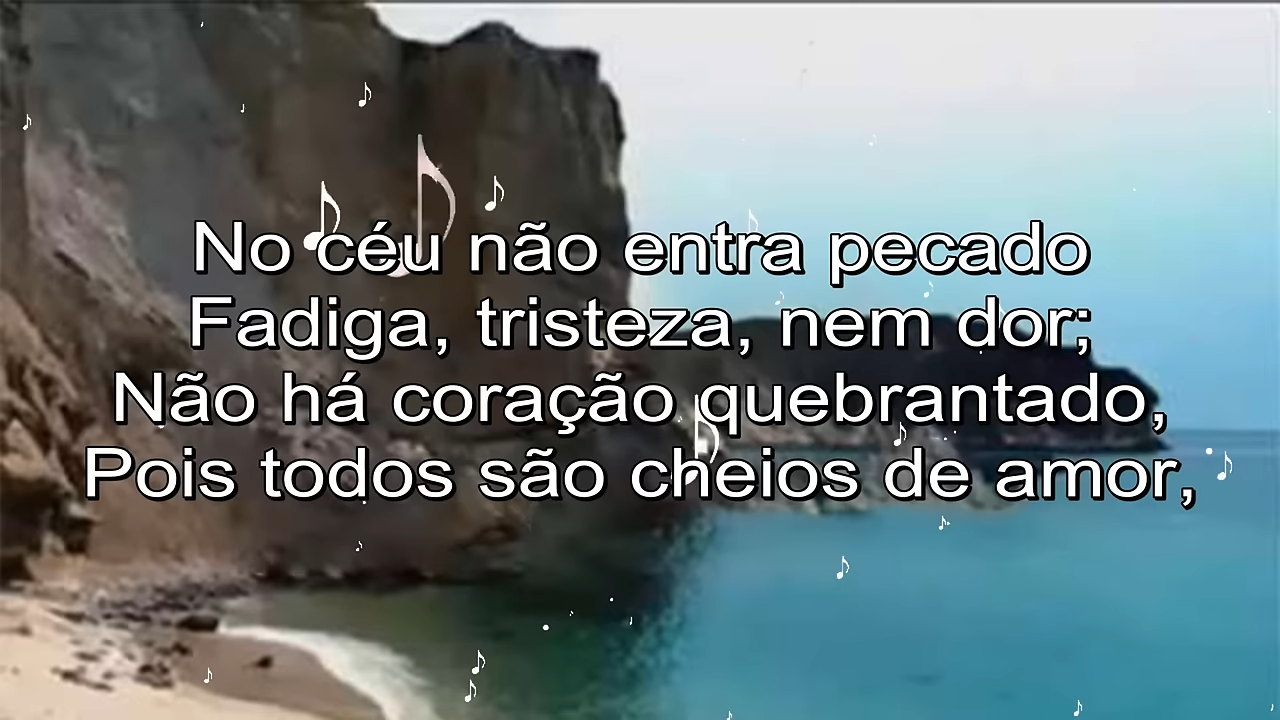 No céu não entra pecado
Fadiga, tristeza, nem dor;
Não há coração quebrantado,
Pois todos são cheios de amor,